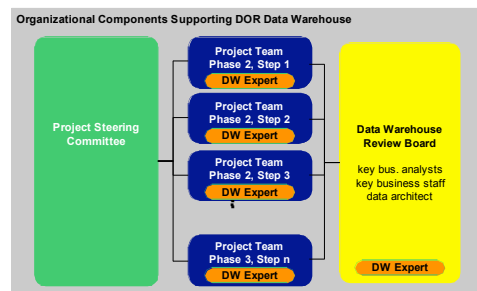 Organizational Components Supporting DOR Data Warehouse
Project Steering
Committee
Project Team
Phase 2, Step 1
DW Expert
Project Team
Phase 2, Step 2
DW Expert
Project Team
Phase 2, Step 3
DW Expert
Project Team
Phase 3, Step n
DW Expert
Data Warehouse
Review Board
key bus. analysts
key business staff
data architect
DW Expert